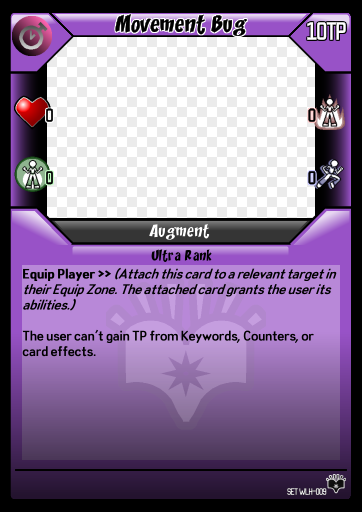 Movement Bug
10TP
0
0
0
0
Augment
Ultra Rank
Equip Player >> (Attach this card to a relevant target in
their Equip Zone. The attached card grants the user its
abilities.)
The user can't gain TP from Keywords, Counters, or
card effects.
SET WLH-009